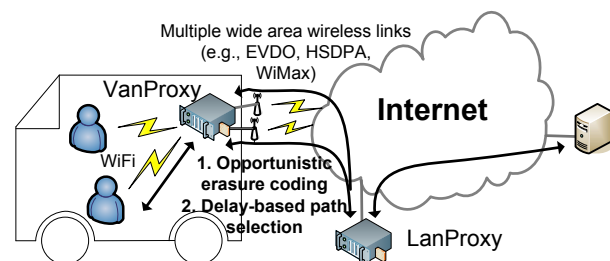 Multiple wide area wireless links
(e.g., EVDO, HSDPA,
WiMax)
VanProxy
Internet
WiFi
1. Opportunistic
erasure coding
2. Delay-based path
selection
LanProxy